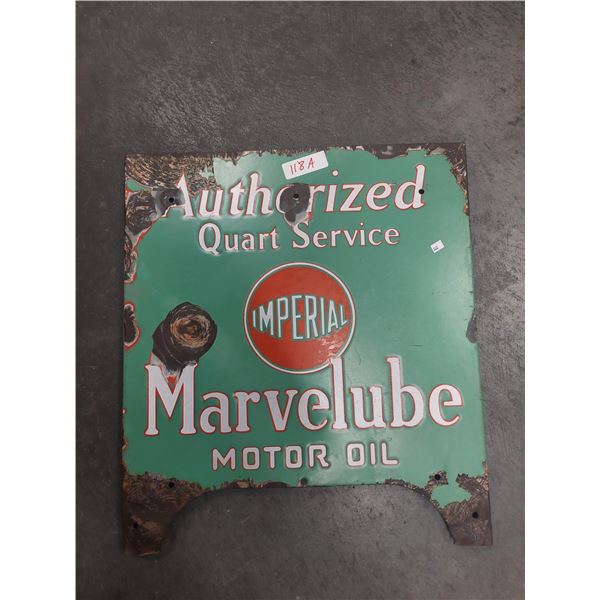 118A
Authorized
Quart Service
IMPERIAL
Marvelube
MOTOR OIL